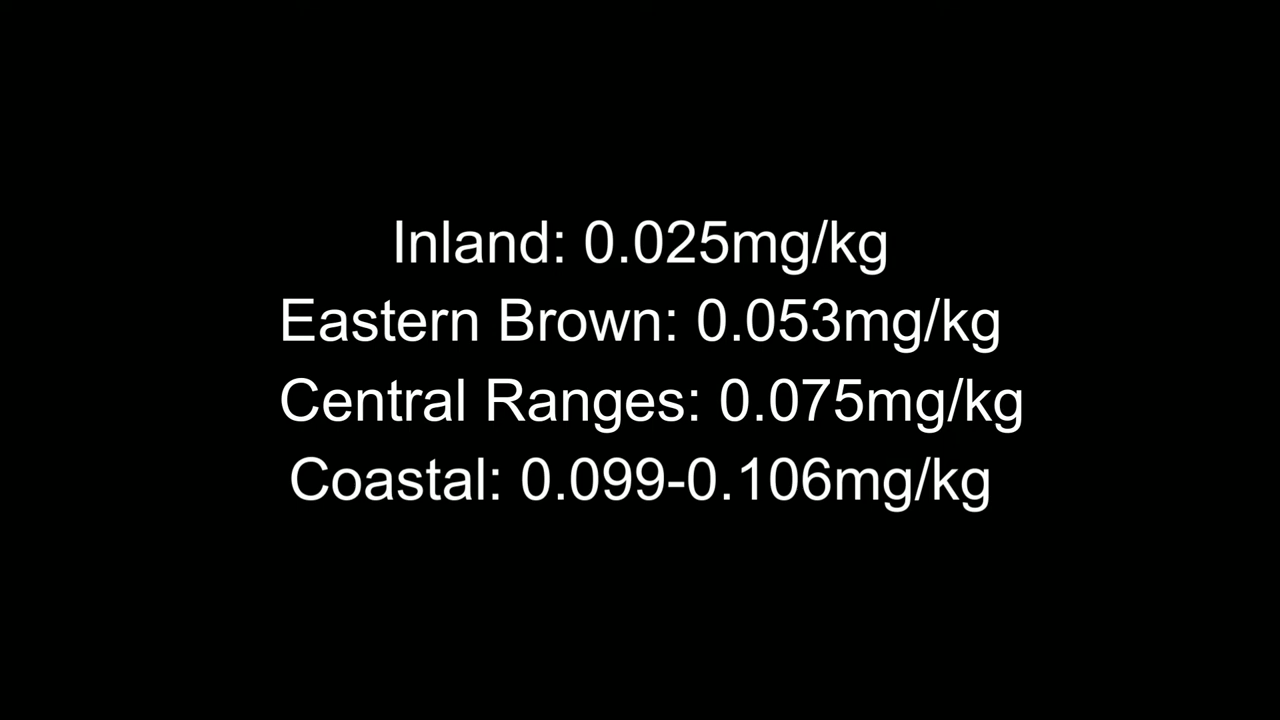 Inland: 0.025mg/kg
Eastern Brown: 0.053mg/kg
Central Ranges: 0.075mg/kg
Coastal: 0.099-0.106mg/kg